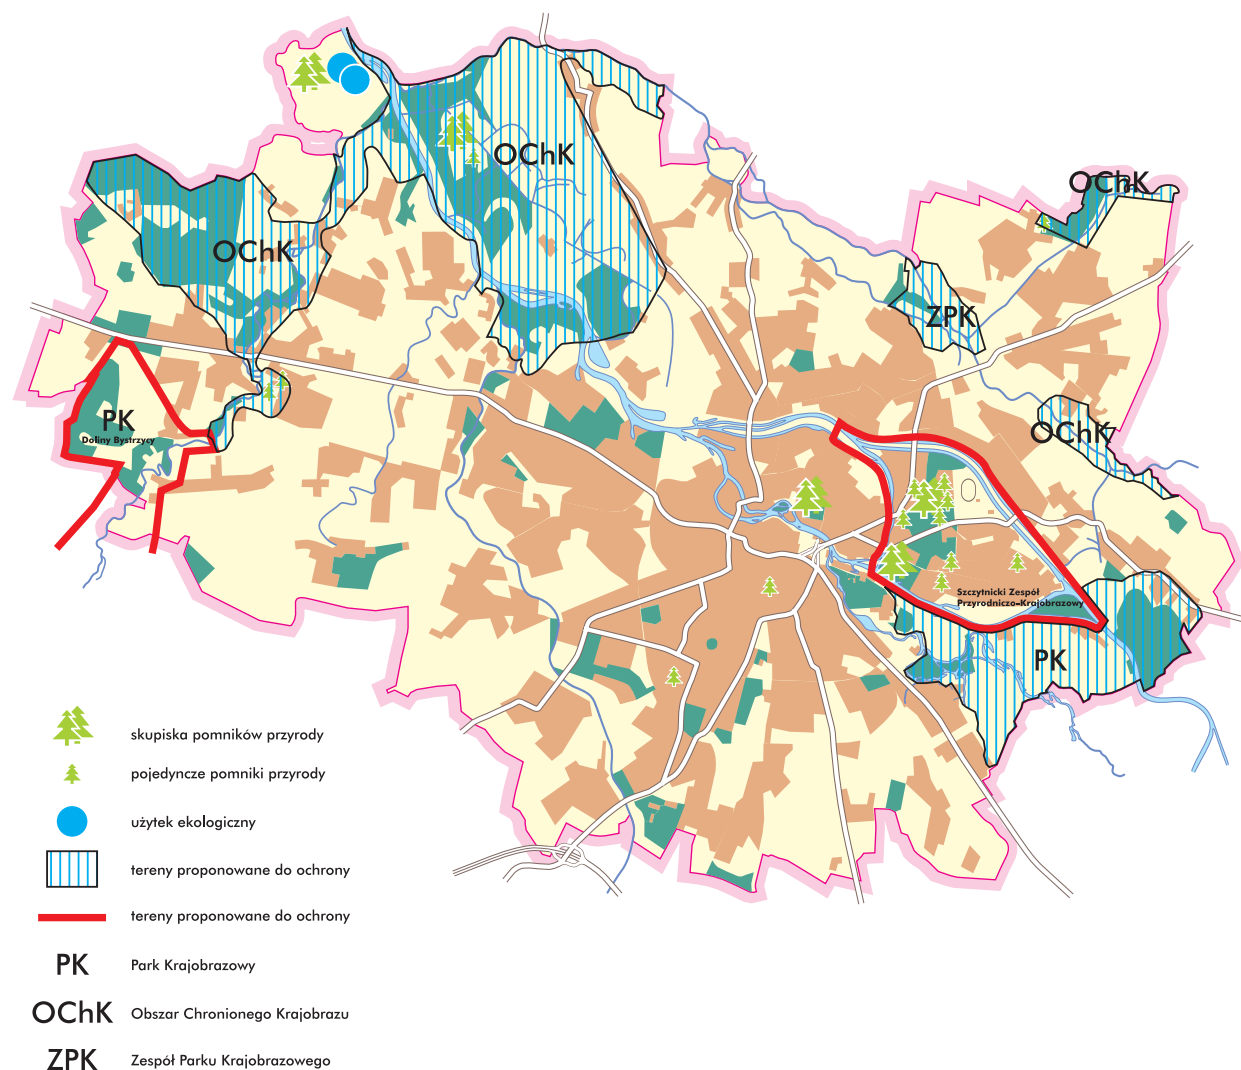 OChK
OChK
OChK
ZPK
PK
Doliny Bystrzycy
OChK
Szczytnicki Zespół
Przyrodniczo-Krajobrazowy
PK
skupiska pomników przyrody
pojedyncze pomniki przyrody
użytek ekologiczny
tereny proponowane do ochrony
tereny proponowane do ochrony
PK Park Krajobrazowy
OChK Obszar Chronionego Krajobrazu
ZPK Zespół Parku Krajobrazowego